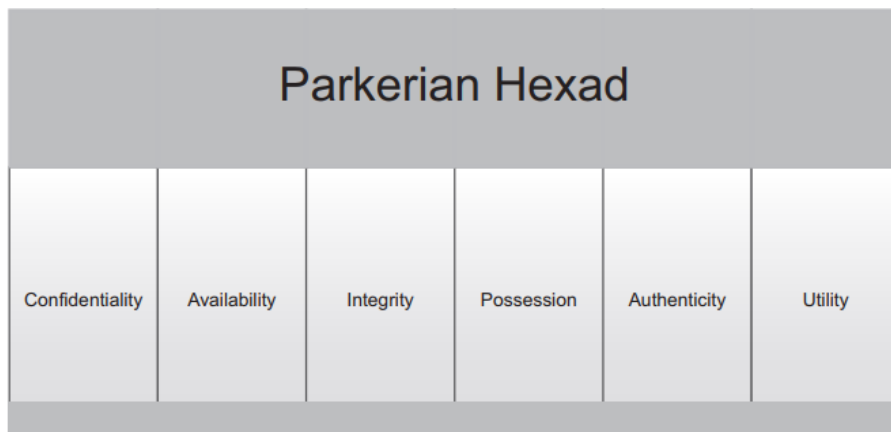 Parkerian Hexad
Confidentiality
Availability
Integrity
Possession
Authenticity
Utility